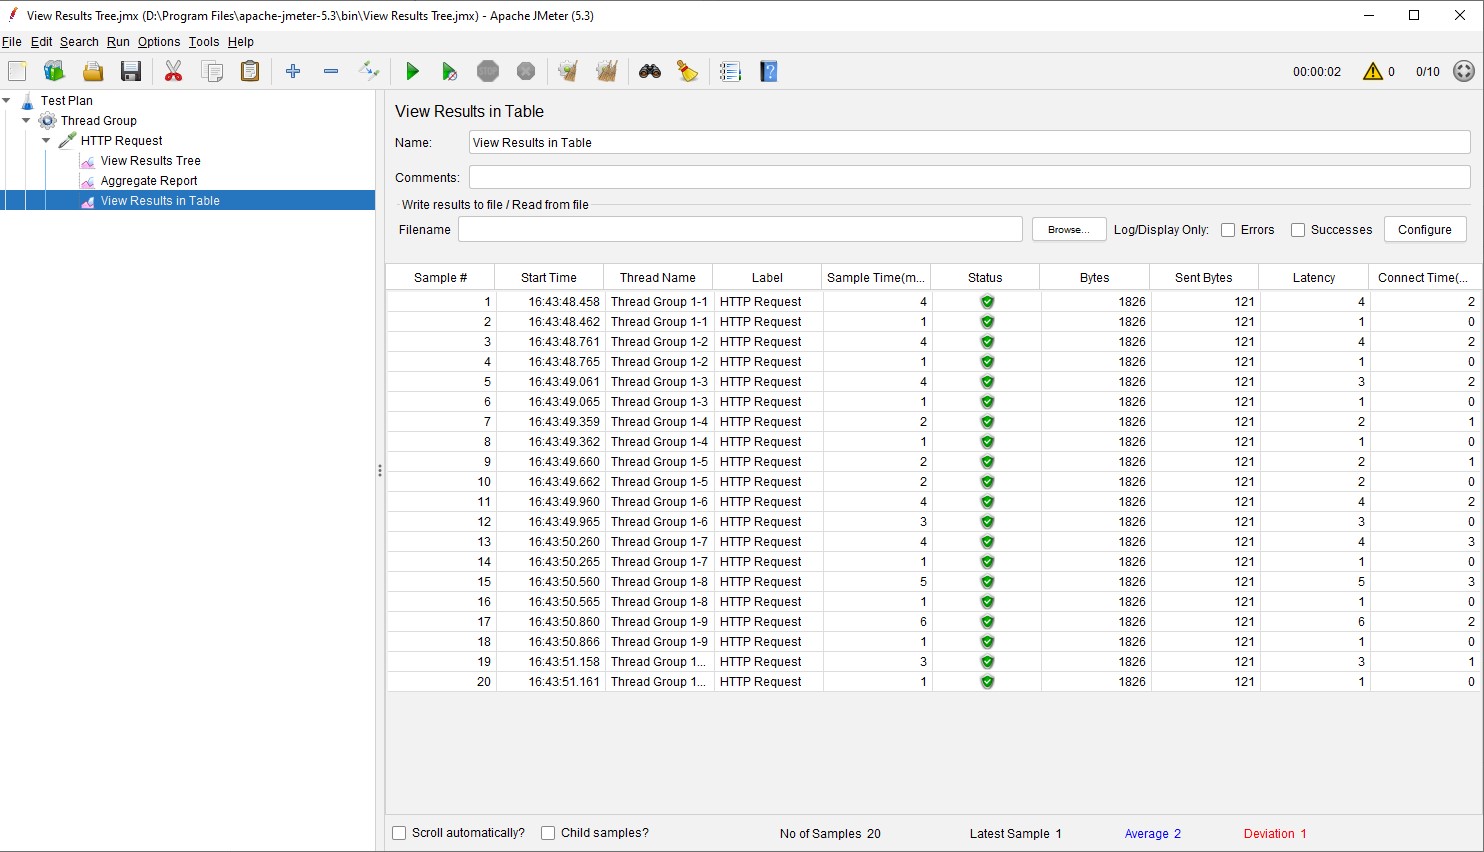 View Results Tree.jmx (D:\Program Files\apache-jmeter-5.3\bin\View Results Tree.jmx) - Apache JMeter (5.3)
File Edit Search Run Options Tools Help
00:00:02 0 0/10
Test Plan
Thread Group
HTTP Request
View Results Tree
Aggregate Report
View Results in Table
View Results in Table
Name: View Results in Table
Comments:
Write results to file / Read from file
Filename Browse... Log/Display Only: Errors Successes Configure
Sample # Start Time Thread Name Label Sample Time(m... Status Bytes Sent Bytes Latency Connect Time(...
1 16:43:48.458 Thread Group 1-1 HTTP Request 4 1826 121 4 2
2 16:43:48.462 Thread Group 1-1 HTTP Request 1 1826 121 1 0
3 16:43:48.761 Thread Group 1-2 HTTP Request 4 1826 121 4 2
4 16:43:48.765 Thread Group 1-2 HTTP Request 1 1826 121 1 0
5 16:43:49.061 Thread Group 1-3 HTTP Request 4 1826 121 3 2
6 16:43:49.065 Thread Group 1-3 HTTP Request 1 1826 121 1 0
7 16:43:49.359 Thread Group 1-4 HTTP Request 2 1826 121 2 1
8 16:43:49.362 Thread Group 1-4 HTTP Request 1 1826 121 1 0
9 16:43:49.660 Thread Group 1-5 HTTP Request 2 1826 121 2 1
10 16:43:49.662 Thread Group 1-5 HTTP Request 2 1826 121 2 0
11 16:43:49.960 Thread Group 1-6 HTTP Request 4 1826 121 4 2
12 16:43:49.965 Thread Group 1-6 HTTP Request 3 1826 121 3 0
13 16:43:50.260 Thread Group 1-7 HTTP Request 4 1826 121 4 3
14 16:43:50.265 Thread Group 1-7 HTTP Request 1 1826 121 1 0
15 16:43:50.560 Thread Group 1-8 HTTP Request 5 1826 121 5 3
16 16:43:50.565 Thread Group 1-8 HTTP Request 1 1826 121 1 0
17 16:43:50.860 Thread Group 1-9 HTTP Request 6 1826 121 6 2
18 16:43:50.866 Thread Group 1-9 HTTP Request 1 1826 121 1 0
19 16:43:51.158 Thread Group 1... HTTP Request 3 1826 121 3 1
20 16:43:51.161 Thread Group 1... HTTP Request 1 1826 121 1 0
Scroll automatically? Child samples? No of Samples 20 Latest Sample 1 Average 2 Deviation 1